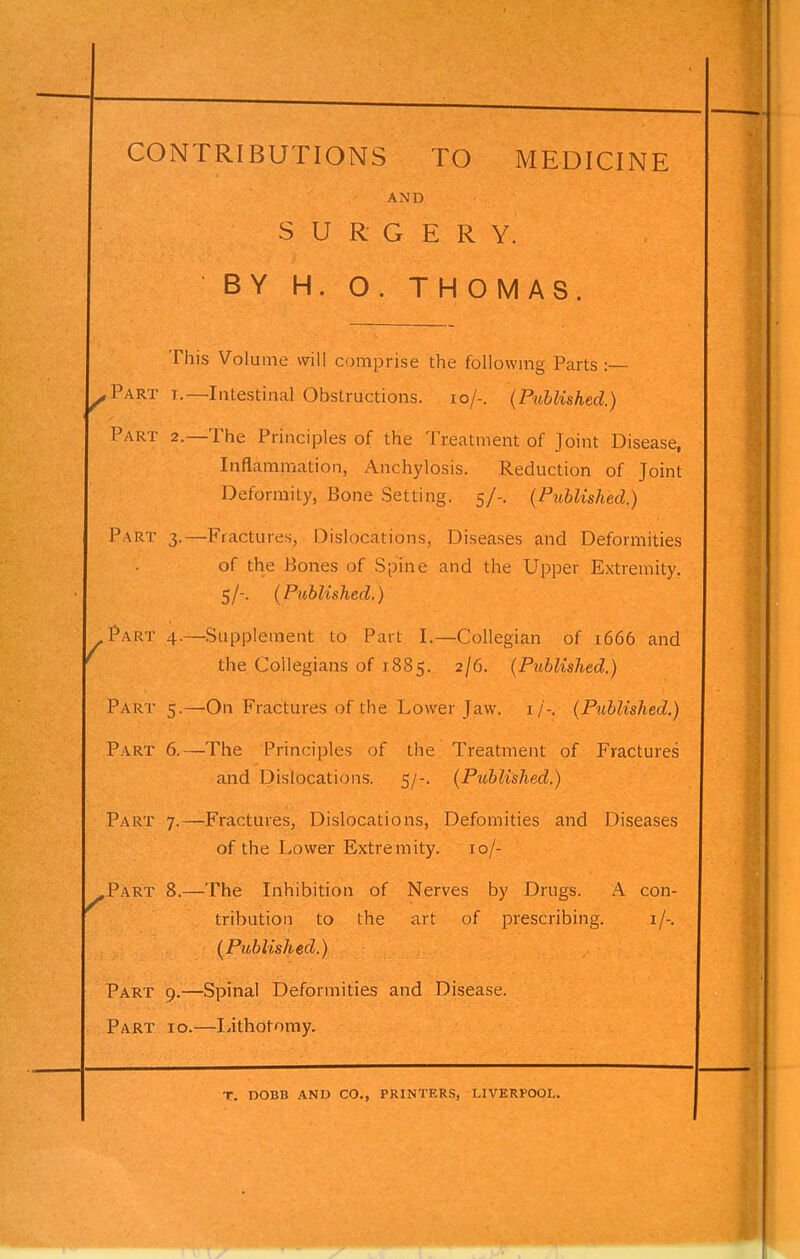 CONTRIBUTIONS TO MEDICINE
AND
SURGERY.
BY H. O. THOMAS.
This Volume will comprise the following Parts :—
PART 1.—Intestinal Obstructions. 10/-. (Published.)
PART 2.—The Principles of the Treatment of Joint Disease,
Inflammation, Anchylosis. Reduction of Joint
Deformity, Bone Setting. 5/-. (Published.)
PART 3.—Fractures, Dislocations, Diseases and Deformities
of the Bones of Spine and the Upper Extremity.
5/-. (Published.)
PART 4.—Supplement to Part I.—Collegian of 1666 and
the Collegians of 1885. 2/6. (Published.)
PART 5.—On Fractures of the Lower Jaw. 1/-. (Published.)
PART 6.—The Principles of the Treatment of Fractures
and Dislocations. 5/-. (Published.)
PART 7.—Fractures, Dislocations, Defomities and Diseases
of the Lower Extremity. 10/-
PART 8.—The Inhibition of Nerves by Drugs. A con-
tribution to the art of prescribing. 1/-.
(Published.)
PART 9.—Spinal Deformities and Disease.
PART 10.—Lithotomy.
T. DOBB AND CO., PRINTERS, LIVERPOOL.